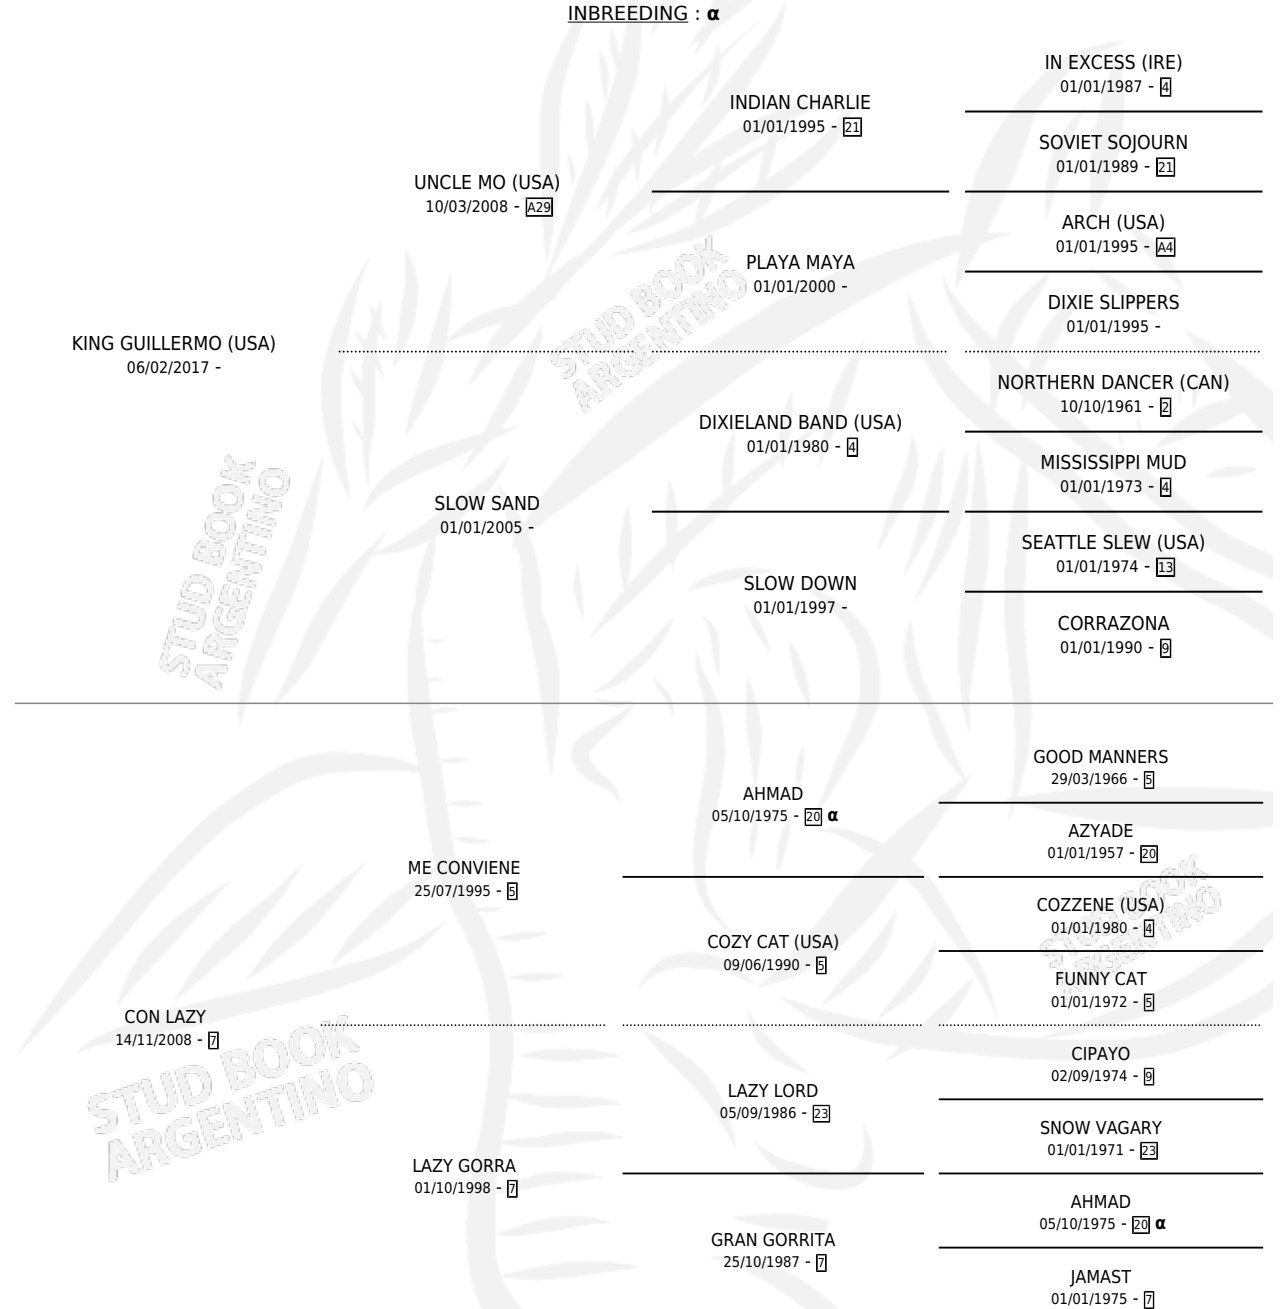 INBREEDING : α
IN EXCESS (IRE)
01/01/1987 - 4
INDIAN CHARLIE
01/01/1995 - 21
SOVIET SOJOURN
01/01/1989 - 21
UNCLE MO (USA)
10/03/2008 - A29
ARCH (USA)
01/01/1995 - A4
PLAYA MAYA
01/01/2000 -
DIXIE SLIPPERS
01/01/1995 -
KING GUILLERMO (USA)
06/02/2017 -
NORTHERN DANCER (CAN)
10/10/1961 - 2
DIXIELAND BAND (USA)
01/01/1980 - 4
MISSISSIPPI MUD
01/01/1973 - 4
SLOW SAND
01/01/2005 -
SEATTLE SLEW (USA)
01/01/1974 - 13
SLOW DOWN
01/01/1997 -
CORRAZONA
01/01/1990 - 9
GOOD MANNERS
29/03/1966 - 5
AHMAD
05/10/1975 - 20 α
AZYADE
01/01/1957 - 20
ME CONVIENE
25/07/1995 - 5
COZZENE (USA)
01/01/1980 - 4
COZY CAT (USA)
09/06/1990 - 5
FUNNY CAT
01/01/1972 - 5
CON LAZY
14/11/2008 - 7
CIPAYO
02/09/1974 - 9
LAZY LORD
05/09/1986 - 23
SNOW VAGARY
01/01/1971 - 23
LAZY GORRA
01/10/1998 - 7
AHMAD
05/10/1975 - 20 α
GRAN GORRITA
25/10/1987 - 7
JAMAST
01/01/1975 - 7
STUD BOOK
ARGENTINO
STUD BOOK
ARGENTINO
STUD BOOK
ARGENTINO
STUD BOOK
ARGENTINO